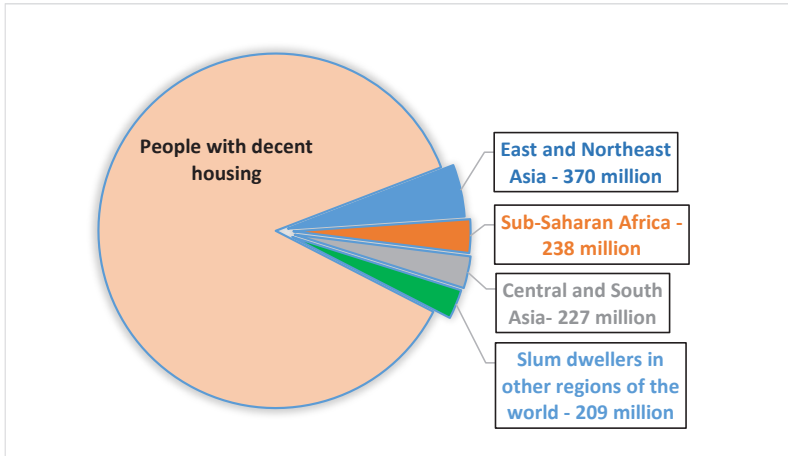 People with decent
housing
East and Northeast
Asia - 370 million
Sub-Saharan Africa -
238 million
Central and South
Asia- 227 million
Slum dwellers in
other regions of the
world - 209 million